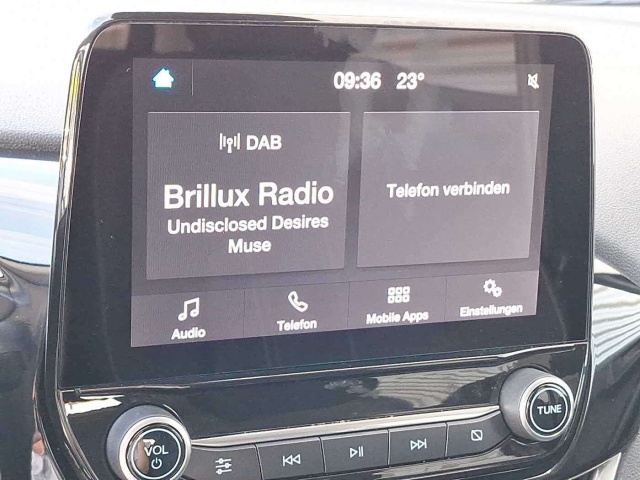 09:36 23°
DAB
Brillux Radio
Undisclosed Desires
Muse
Telefon verbinden
Audio
Telefon
Mobile Apps
Einstellungen
VOL
TUNE